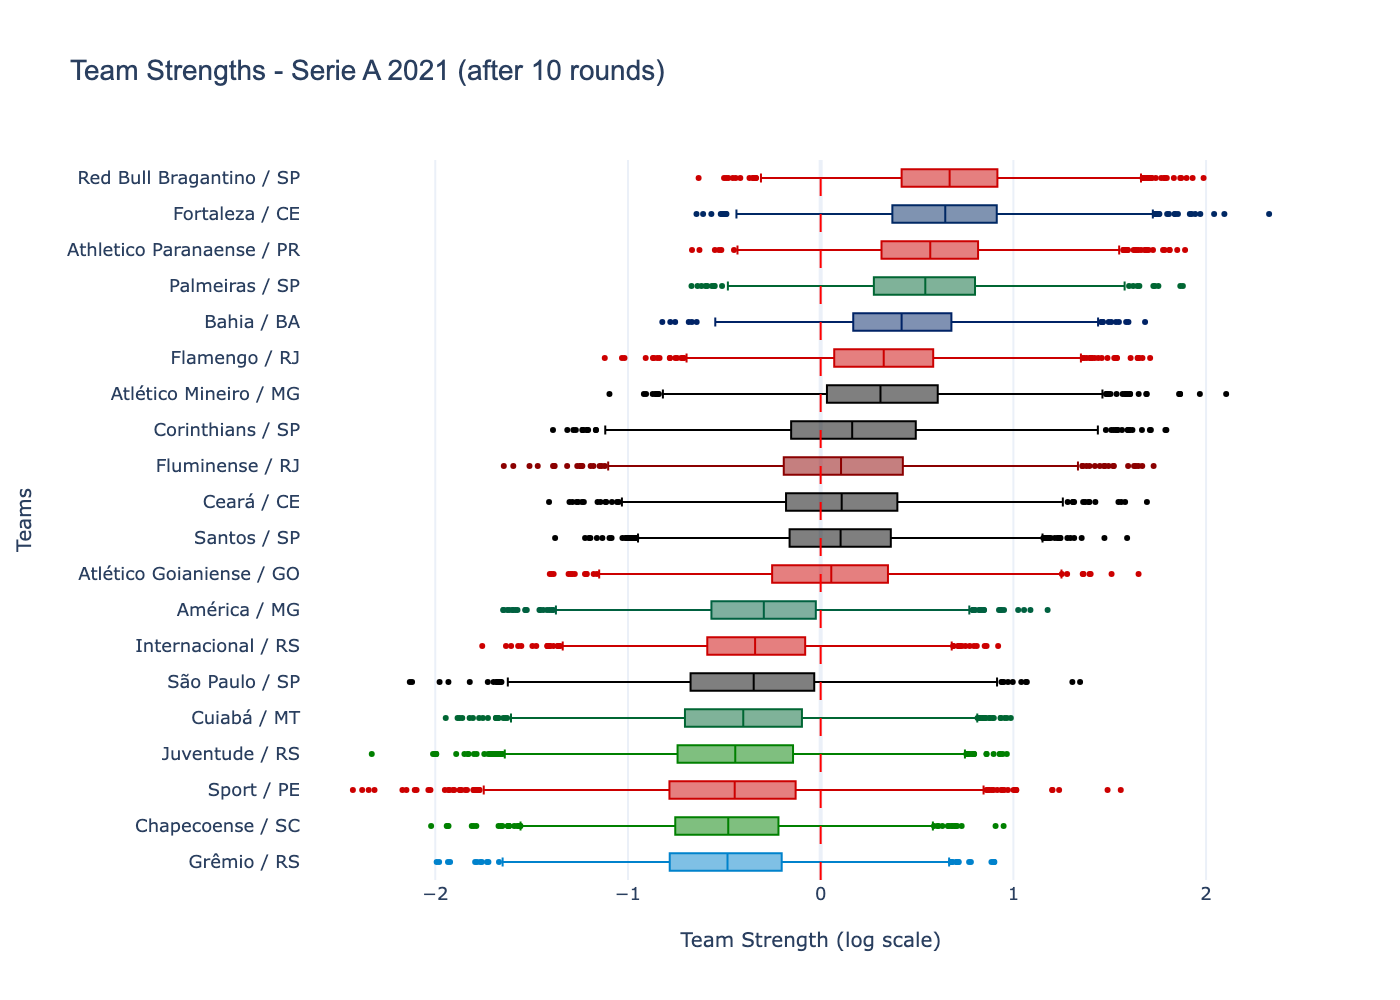 Team Strengths - Serie A 2021 (after 10 rounds)
Red Bull Bragantino / SP
Fortaleza / CE
Athletico Paranaense / PR
Palmeiras / SP
Bahia / BA
Flamengo / RJ
Atlético Mineiro / MG
Corinthians / SP
Fluminense / RJ
Ceará / CE
Santos / SP
Atlético Goianiense / GO
América / MG
Internacional / RS
São Paulo / SP
Cuiabá / MT
Juventude / RS
Sport / PE
Chapecoense / SC
Grêmio / RS
Teams
−2 −1 0 1 2
Team Strength (log scale)